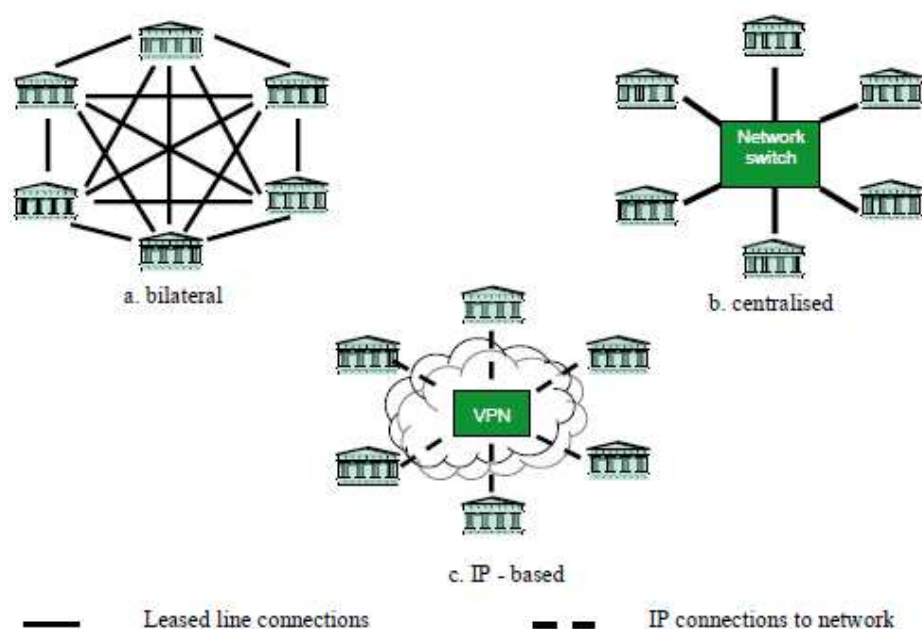 Network
switch
a. bilateral
b. centralised
VPN
c. IP - based
Leased line connections
IP connections to network